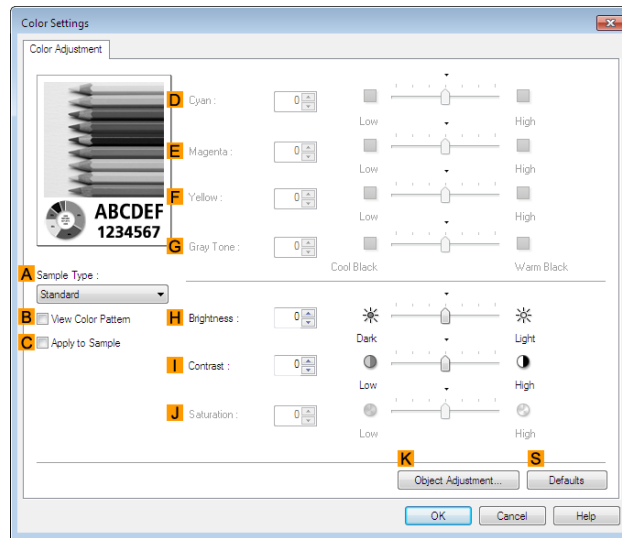 Color Settings
Color Adjustment
D Cyan : 0
Low High
E Magenta : 0
Low High
F Yellow : 0
Low High
ABCDEF
1234567
G Gray Tone : 0
Cool Black Warm Black
A Sample Type :
Standard
B View Color Pattern
H Brightness : 0
Dark Light
C Apply to Sample
I Contrast : 0
Low High
J Saturation : 0
Low High
K S
Object Adjustment... Defaults
OK Cancel Help